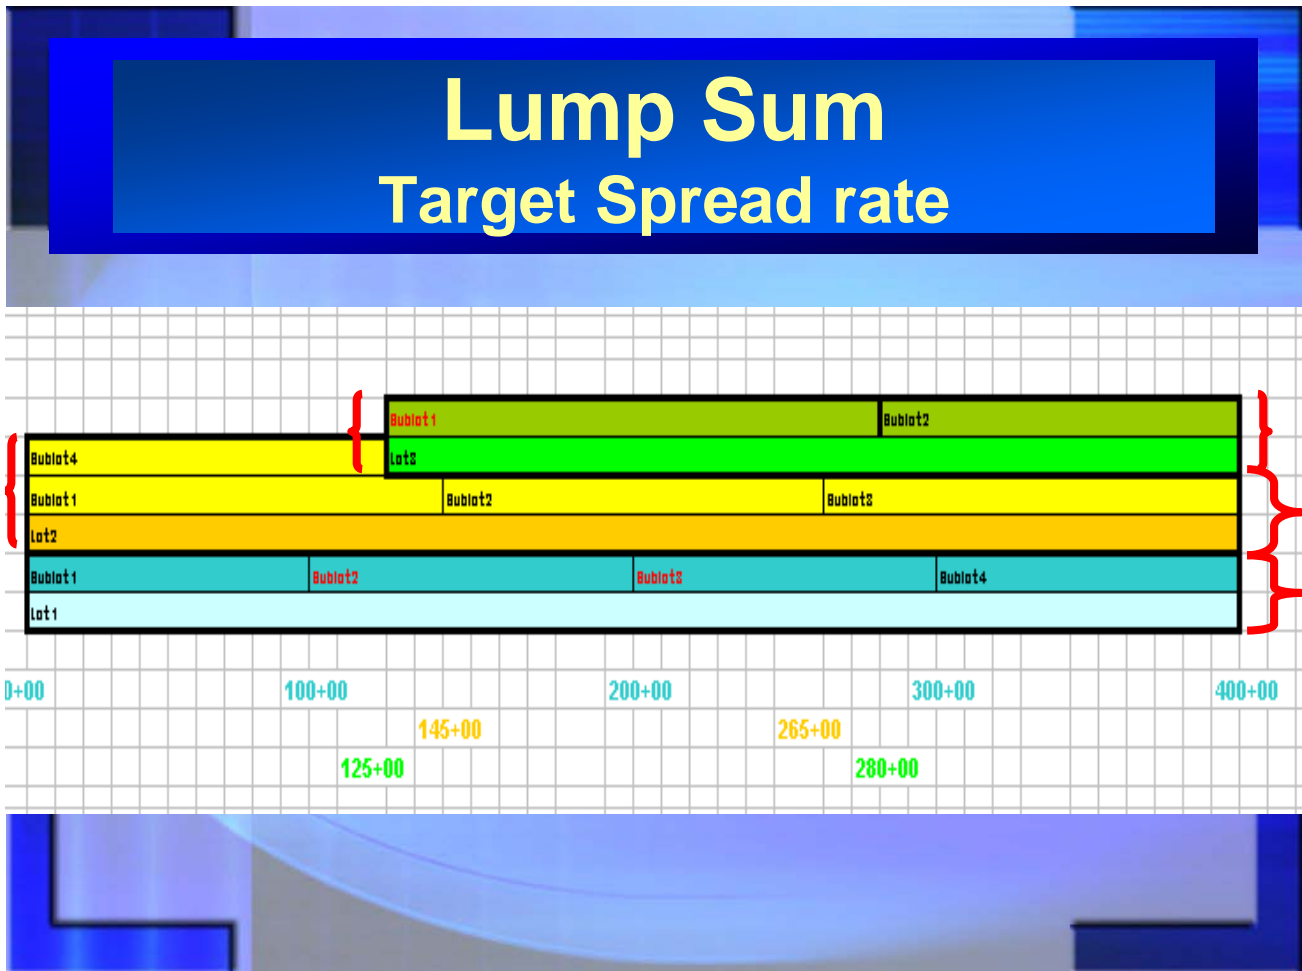 Lump Sum
Target Spread rate
Sublot1 Sublot2
Sublot4 Lot3
Sublot1 Sublot2 Sublot3
Lot2
Sublot1 Sublot2 Sublot3 Sublot4
Lot1
0+00 100+00 200+00 300+00 400+00
145+00 265+00
125+00 280+00